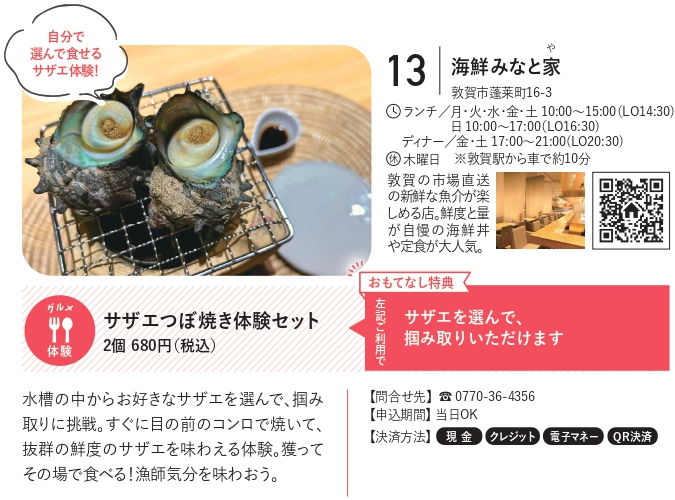 自分で
選んで食せる
サザエ体験!
13
や
海鮮みなと家
敦賀市蓬莱町16-3
ランチ／月・火・水・金・土 10:00～15:00（LO14:30）
日 10:00～17:00（LO16:30）
ディナー／金・土 17:00～21:00（LO20:30）
休 木曜日 ※敦賀駅から車で約10分
敦賀の市場直送
の新鮮な魚介が楽
しめる店。鮮度と量
が自慢の海鮮丼
や定食が大人気。
グルメ
体験
サザエつぼ焼き体験セット
2個 680円（税込）
おもてなし特典
左記ご利用で
サザエを選んで、
掴み取りいただけます
水槽の中からお好きなサザエを選んで、掴み
取りに挑戦。すぐに目の前のコンロで焼いて、
抜群の鮮度のサザエを味わえる体験。獲って
その場で食べる！漁師気分を味わおう。
【問合せ先】 ☎0770-36-4356
【申込期間】 当日OK
【決済方法】 現金 クレジット 電子マネー QR決済